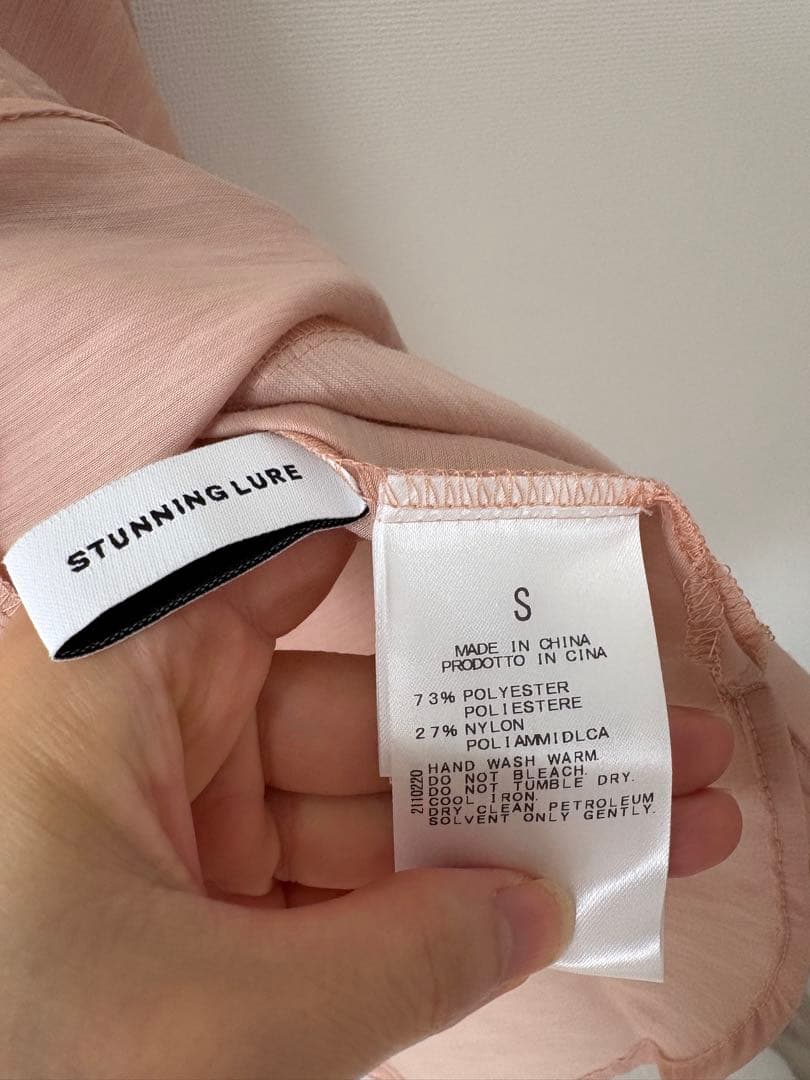 STUNNING LURE
S
MADE IN CHINA
PRODOTTO IN CINA
73% POLYESTER
POLIESTERE
27% NYLON
POLIAMMIDLCA
HAND WASH WARM.
DO NOT BLEACH.
DO NOT TUMBLE DRY.
COOL IRON.
DRY CLEAN PETROLEUM
SOLVENT ONLY GENTLY.
2110220